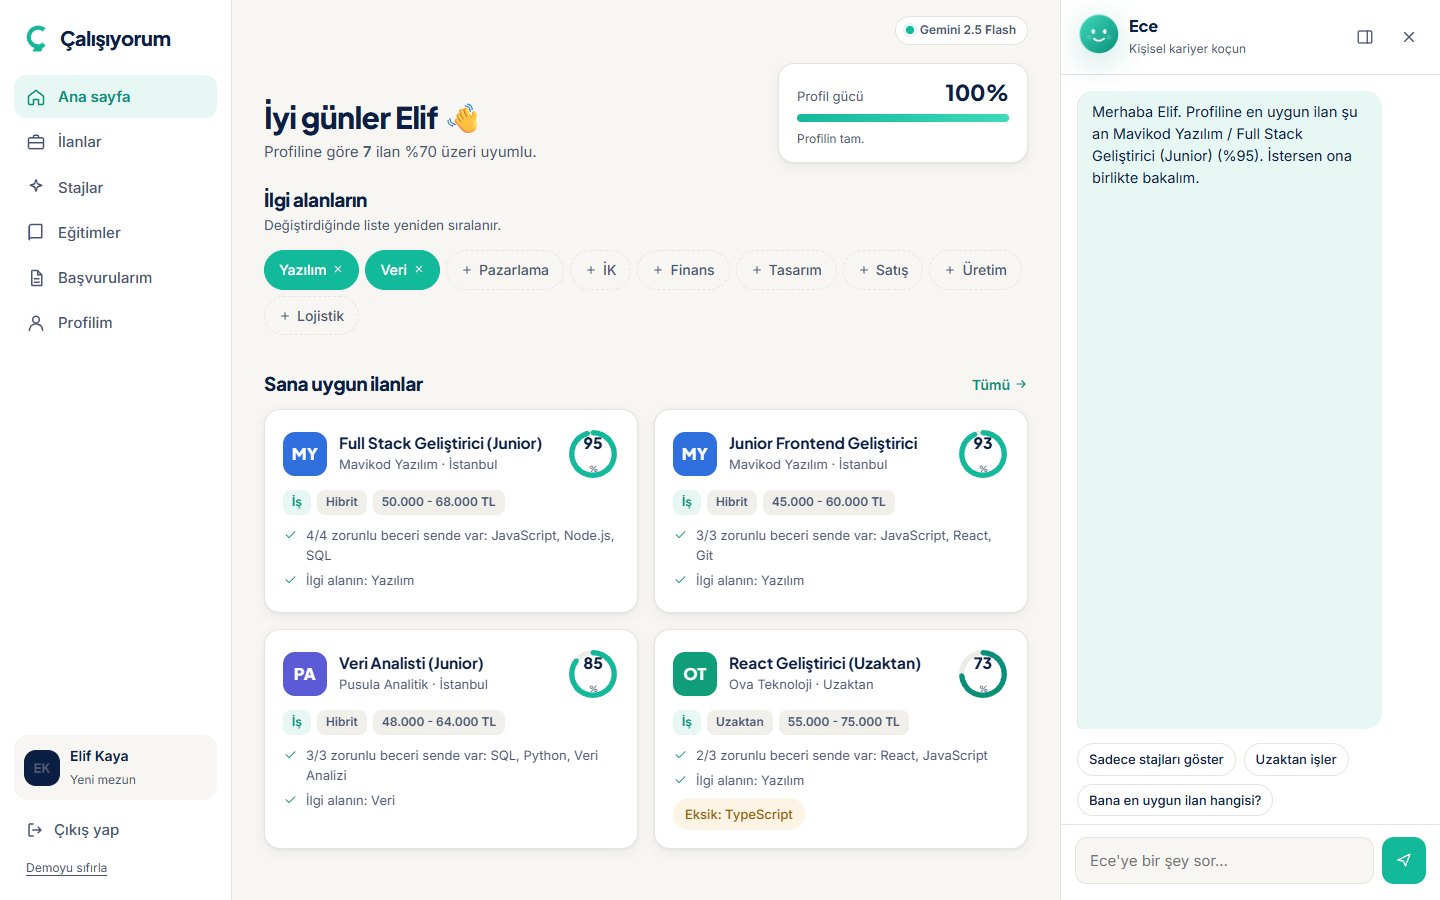 Çalışıyorum
Ana sayfa
İlanlar
Stajlar
Eğitimler
Başvurularım
Profilim
EK
Elif Kaya
Yeni mezun
Çıkış yap
Demoyu sıfırla
Gemini 2.5 Flash
İyi günler Elif 👋
Profiline göre 7 ilan %70 üzeri uyumlu.
Profil gücü 100%
Profilin tam.
İlgi alanların
Değiştirdiğinde liste yeniden sıralanır.
Yazılım × Veri × + Pazarlama + İK + Finans + Tasarım + Satış + Üretim
+ Lojistik
Sana uygun ilanlar
Tümü →
MY
Full Stack Geliştirici (Junior)
Mavikod Yazılım · İstanbul
95
%
İş Hibrit 50.000 - 68.000 TL
4/4 zorunlu beceri sende var: JavaScript, Node.js,
SQL
İlgi alanın: Yazılım
MY
Junior Frontend Geliştirici
Mavikod Yazılım · İstanbul
93
%
İş Hibrit 45.000 - 60.000 TL
3/3 zorunlu beceri sende var: JavaScript, React,
Git
İlgi alanın: Yazılım
PA
Veri Analisti (Junior)
Pusula Analitik · İstanbul
85
%
İş Hibrit 48.000 - 64.000 TL
3/3 zorunlu beceri sende var: SQL, Python, Veri
Analizi
İlgi alanın: Veri
OT
React Geliştirici (Uzaktan)
Ova Teknoloji · Uzaktan
73
%
İş Uzaktan 55.000 - 75.000 TL
2/3 zorunlu beceri sende var: React, JavaScript
İlgi alanın: Yazılım
Eksik: TypeScript
Ece
Kişisel kariyer koçun
Merhaba Elif. Profiline en uygun ilan şu
an Mavikod Yazılım / Full Stack
Geliştirici (Junior) (%95). İstersen ona
birlikte bakalım.
Sadece stajları göster
Uzaktan işler
Bana en uygun ilan hangisi?
Ece'ye bir şey sor...